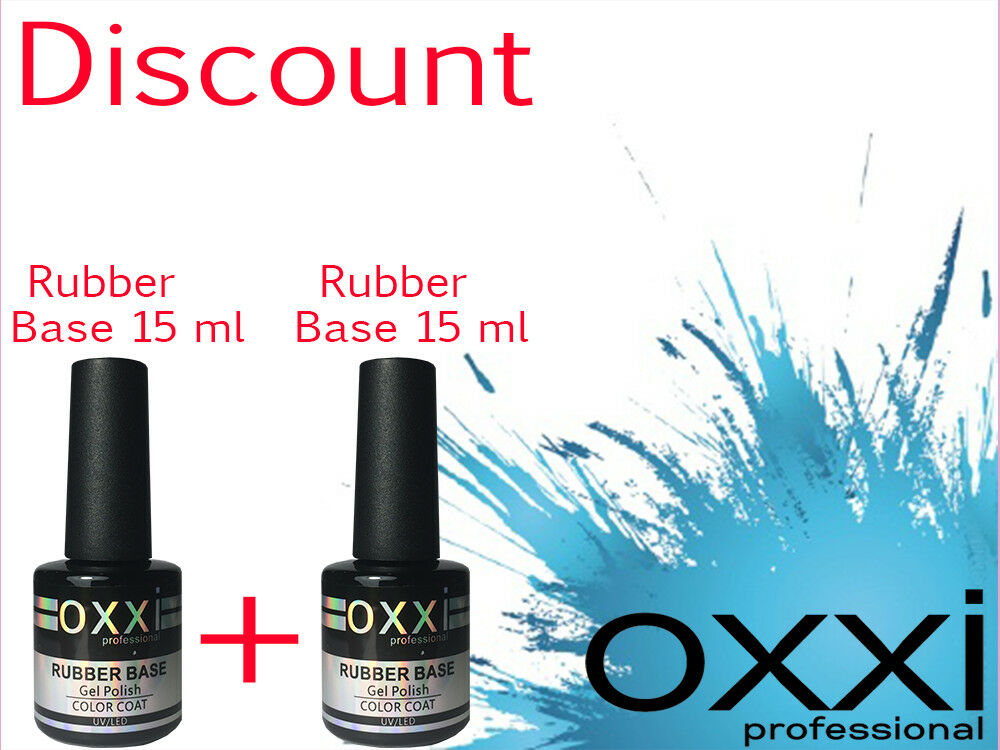 Discount
Rubber
Base 15 ml
Rubber
Base 15 ml
oxxi
professional
RUBBER BASE
Gel Polish
COLOR COAT
UV/LED
+
oxxi
professional
RUBBER BASE
Gel Polish
COLOR COAT
UV/LED
oxxi
professional